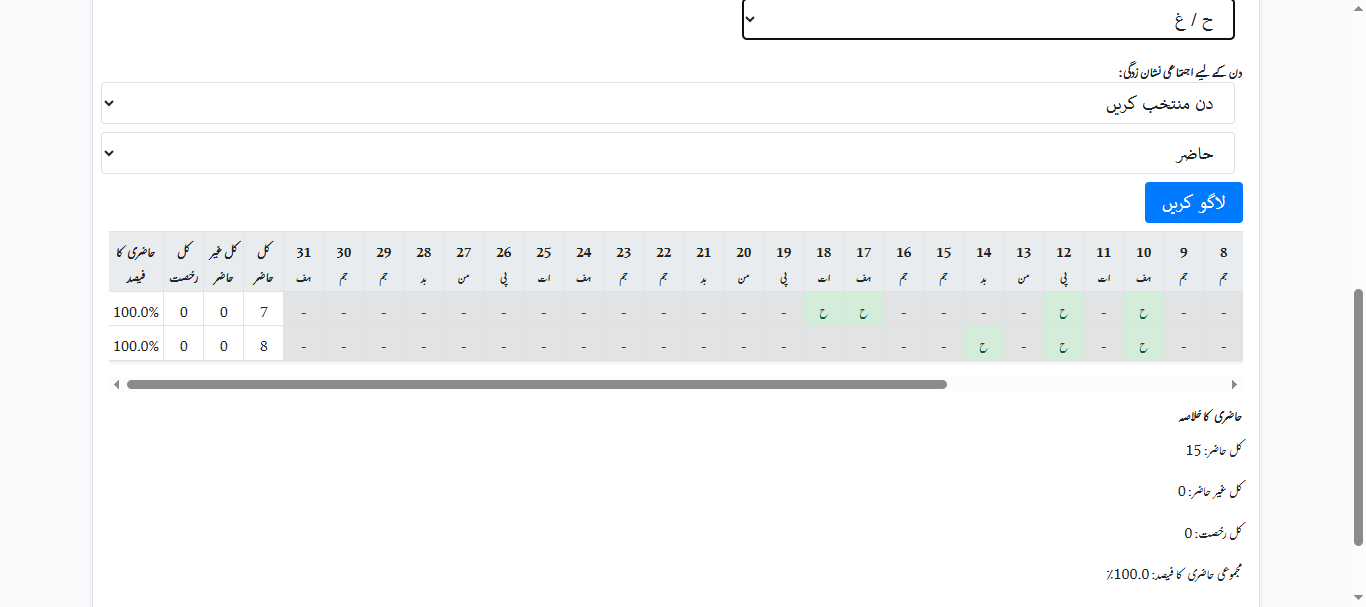 ح / غ
دن کے لیے اجتماعی نشان زدگی:
دن منتخب کریں
حاضر
لاگو کریں
8 9 10 11 12 13 14 15 16 17 18 19 20 21 22 23 24 25 26 27 28 29 30 31 کل کل غیر کل حاضری کا
جم جم ہف ات پی من بد جم جم ہف ات پی من بد جم جم ہف ات پی من بد جم جم ہف حاضر حاضر رخصت فیصد
- - ح - ح - - - - ح ح - - - - - - - - - - - - - 7 0 0 100.0%
- - ح - ح - ح - - - - - - - - - - - - - - - - - 8 0 0 100.0%
حاضری کا خلاصہ
کل حاضر: 15
کل غیر حاضر: 0
کل رخصت: 0
مجموعی حاضری کا فیصد: 100.0٪